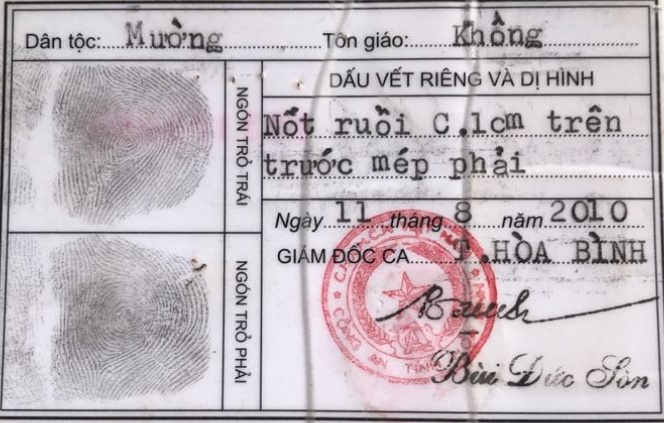 Dân tộc: Mường Tôn giáo: Không
NGÓN TRỎ TRÁI
DẤU VẾT RIÊNG VÀ DỊ HÌNH
Nốt ruồi C.1cm trên
trước mép phải
Ngày 11 tháng 8 năm 2010
GIÁM ĐỐC CA T.HÒA BÌNH
NGÓN TRỎ PHẢI
CÔNG AN TỈNH
Bùi Đức Sòn